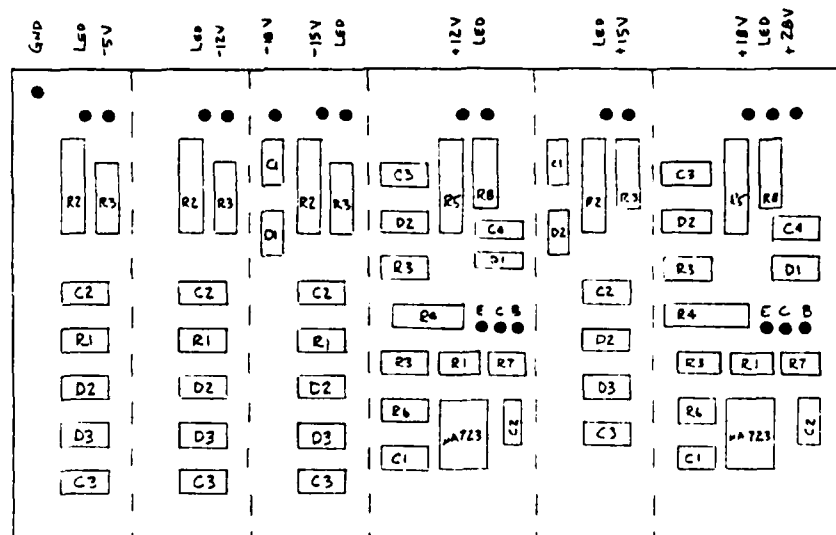 GND LED -5V LED -12V -18V -15V LED +12V LED LED +15V +18V LED +28V
C1 C1
R2 R3 R2 R3 R2 R3 C3 R5 R8 R2 R3 C3 R8
D1 D2 C4 D2 D2 C4
R3 D1 R3 D1
C2 C2 C2 C2
R4 E C B R4 E C B
R1 R1 R1 D2
R3 R1 R7 R3 R1 R7
D2 D2 D2 D3
R6 C2 R6 C2
D3 D3 D3 µA723 C3 µA723
C1 C1
C3 C3 C3